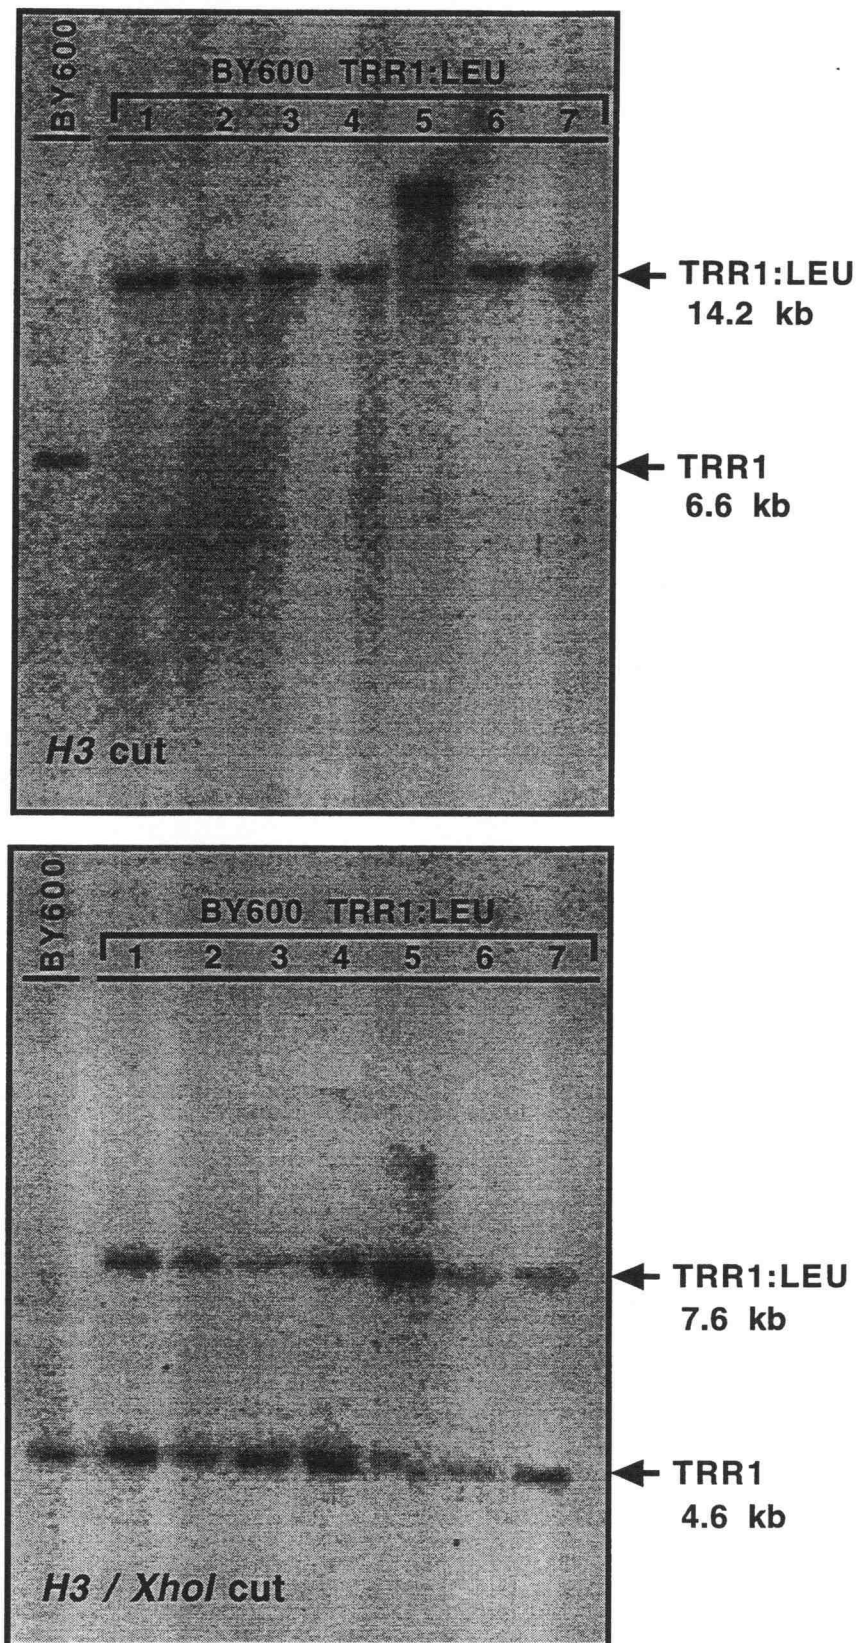 BY600
BY600 TRR1:LEU
1 2 3 4 5 6 7
TRR1:LEU
14.2 kb
TRR1
6.6 kb
H3 cut
BY600
BY600 TRR1:LEU
1 2 3 4 5 6 7
TRR1:LEU
7.6 kb
TRR1
4.6 kb
H3 / XhoI cut